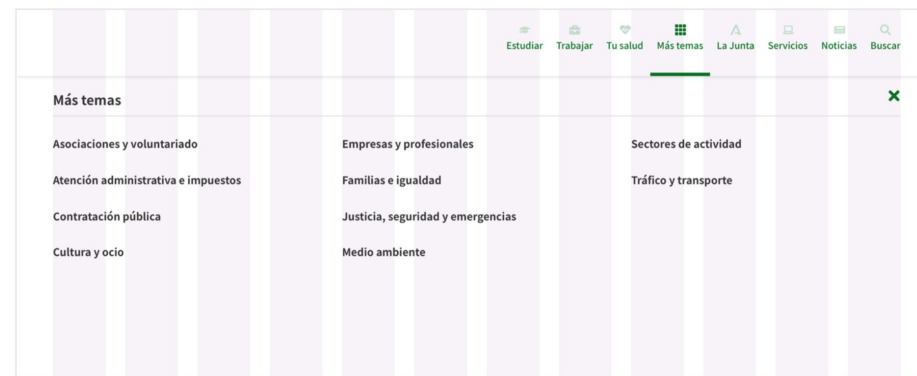 Estudiar Trabajar Tu salud Más temas La Junta Servicios Noticias Buscar
Más temas
Asociaciones y voluntariado
Atención administrativa e impuestos
Contratación pública
Cultura y ocio
Empresas y profesionales
Familias e igualdad
Justicia, seguridad y emergencias
Medio ambiente
Sectores de actividad
Tráfico y transporte